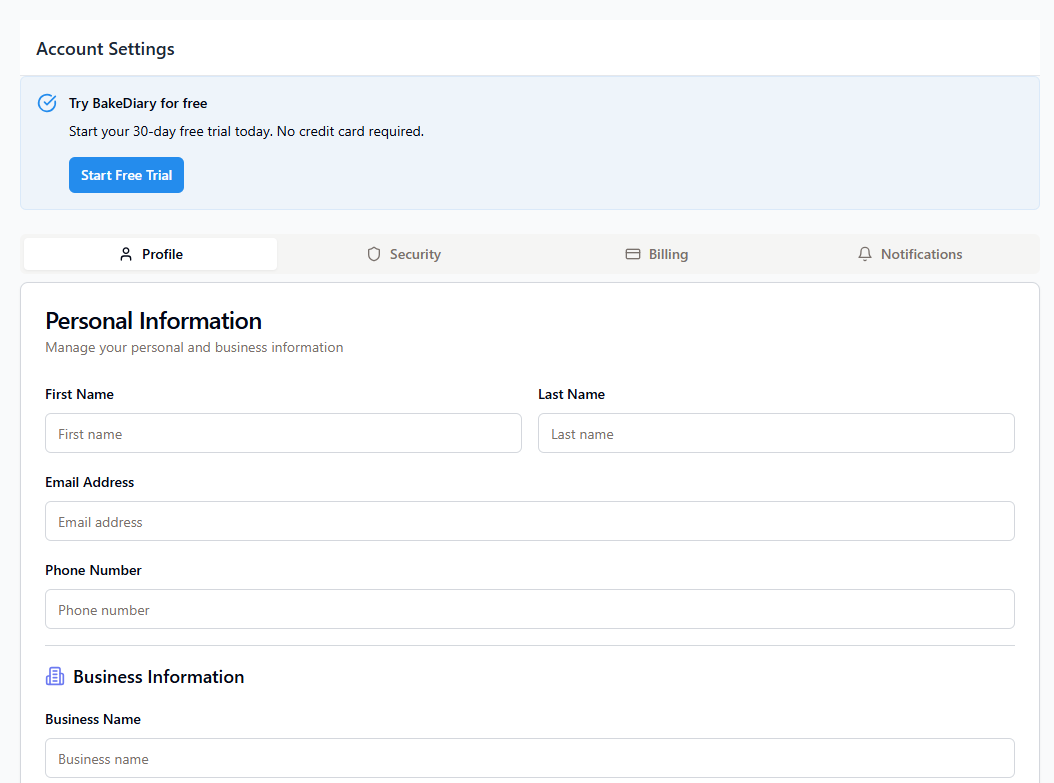 Account Settings
Try BakeDiary for free
Start your 30-day free trial today. No credit card required.
Start Free Trial
Profile
Security
Billing
Notifications
Personal Information
Manage your personal and business information
First Name
Last Name
First name
Last name
Email Address
Email address
Phone Number
Phone number
Business Information
Business Name
Business name